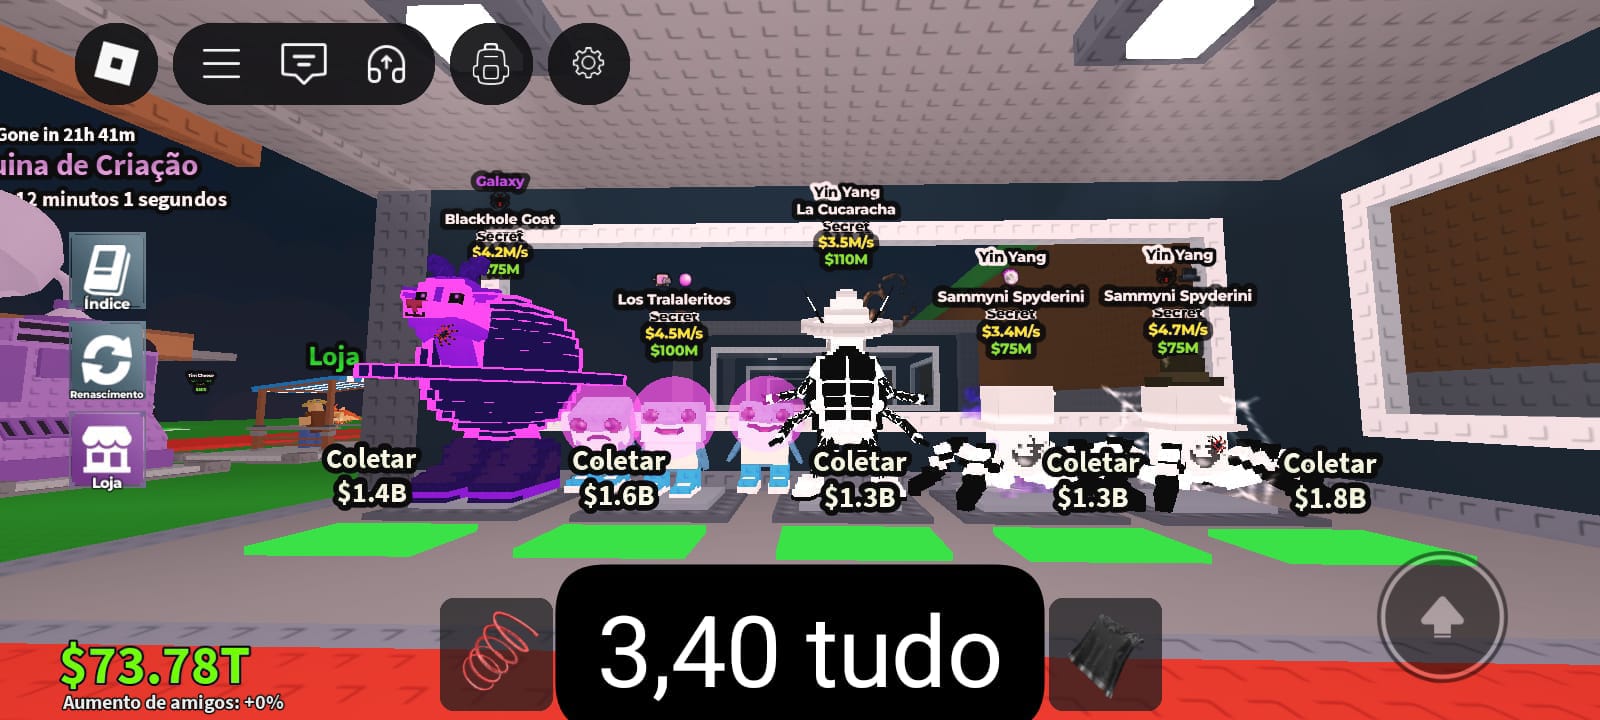 Gone in 21h 41m
uina de Criação
12 minutos 1 segundos
Índice
Renascimento
Loja
Loja
Galaxy
Blackhole Goat
Secret
$4.2M/s
$75M
Los Tralaleritos
Secret
$4.5M/s
$100M
Yin Yang
La Cucaracha
Secret
$3.5M/s
$110M
Yin Yang
Sammyni Spyderini
Secret
$3.4M/s
$75M
Yin Yang
Sammyni Spyderini
Secret
$4.7M/s
$75M
Coletar
$1.4B
Coletar
$1.6B
Coletar
$1.3B
Coletar
$1.3B
Coletar
$1.8B
$73.78T
Aumento de amigos: +0%
3,40 tudo